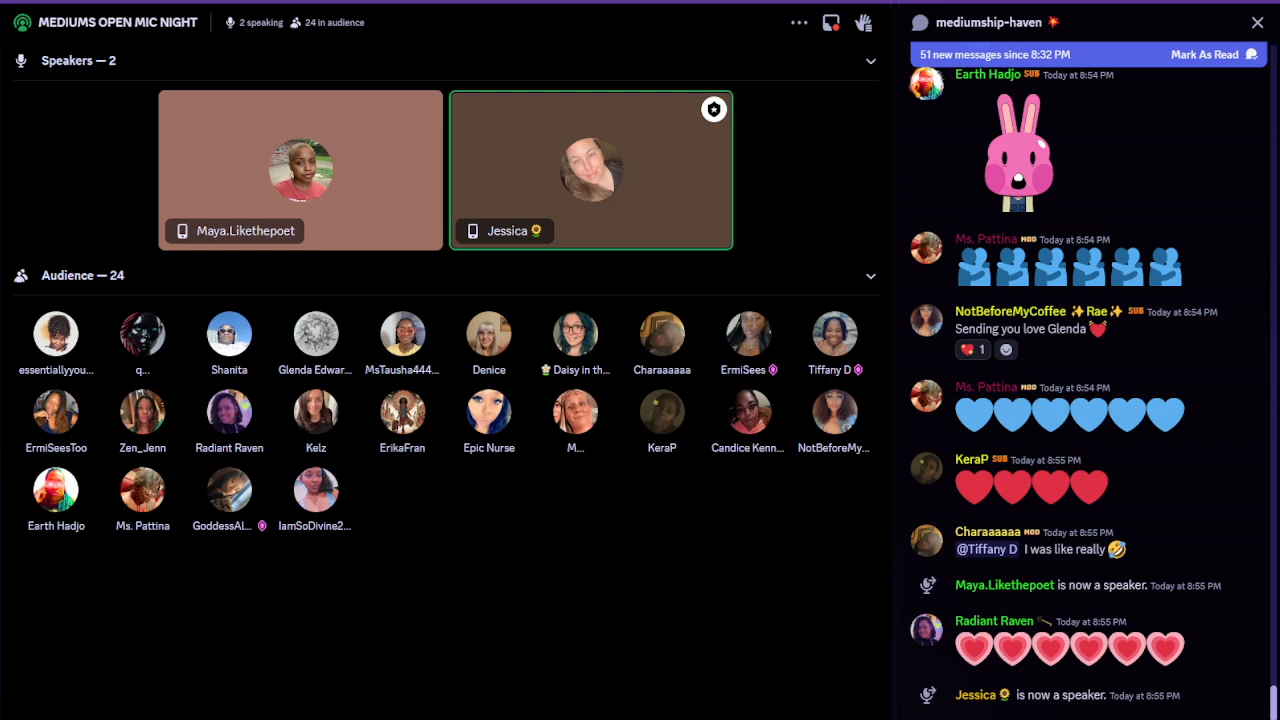 MEDIUMS OPEN MIC NIGHT
2 speaking 24 in audience
Speakers — 2
Maya.Likethepoet
Jessica 🌻
Audience — 24
essentiallyyou...
q...
Shanita
Glenda Edwar...
MsTausha444...
Denice
Daisy in th...
Charaaaaaa
ErmiSees
Tiffany D
ErmiSeesToo
Zen_Jenn
Radiant Raven
Kelz
ErikaFran
Epic Nurse
M...
KeraP
Candice Kenn...
NotBeforeMy...
Earth Hadjo
Ms. Pattina
GoddessAl...
IamSoDivine2...
mediumship-haven 💥
51 new messages since 8:32 PM Mark As Read
Earth Hadjo SUB Today at 8:54 PM
Ms. Pattina MOD Today at 8:54 PM
🫂🫂🫂🫂🫂🫂
NotBeforeMyCoffee ✨Rae✨ SUB Today at 8:54 PM
Sending you love Glenda 💓
💖 1
Ms. Pattina MOD Today at 8:54 PM
💙💙💙💙💙💙
KeraP SUB Today at 8:55 PM
❤️❤️❤️❤️
Charaaaaaa MOD Today at 8:55 PM
@Tiffany D I was like really 🤣
Maya.Likethepoet is now a speaker. Today at 8:55 PM
Radiant Raven Today at 8:55 PM
💗💗💗💗💗💗
Jessica 🌻 is now a speaker. Today at 8:55 PM